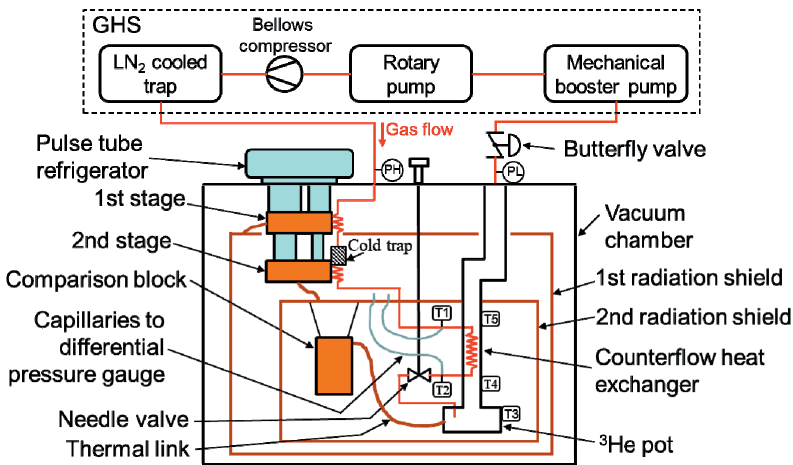 GHS
Bellows
compressor
LN2 cooled
trap
Rotary
pump
Mechanical
booster pump
Gas flow
Butterfly valve
Pulse tube
refrigerator
PH
PL
1st stage
Vacuum
chamber
2nd stage
Cold trap
Comparison block
1st radiation shield
2nd radiation shield
Capillaries to
differential
pressure gauge
T1
T5
Counterflow heat
exchanger
T2
T4
Needle valve
T3
Thermal link
3He pot